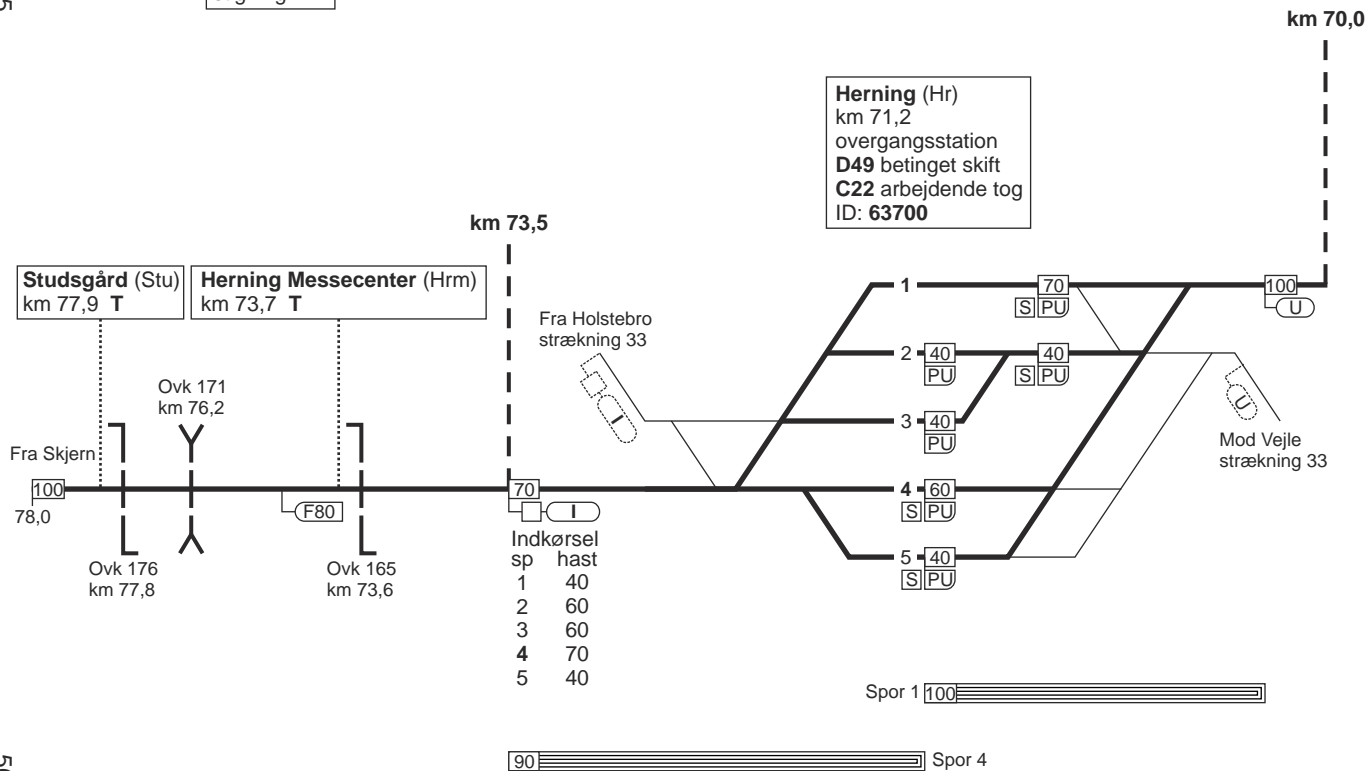 km 70,0
Herning (Hr)
km 71,2
overgangsstation
D49 betinget skift
C22 arbejdende tog
ID: 63700
km 73,5
Studsgård (Stu)
km 77,9 T
Herning Messecenter (Hrm)
km 73,7 T
Fra Holstebro
strækning 33
I
1
70
S PU
100
U
2
40
PU
40
S PU
U
Mod Vejle
strækning 33
3
40
PU
Ovk 171
km 76,2
Fra Skjern
100
78,0
F80
70
I
4
60
S PU
5
40
S PU
Ovk 176
km 77,8
Ovk 165
km 73,6
Indkørsel
sp hast
1 40
2 60
3 60
4 70
5 40
Spor 1 100
90 Spor 4